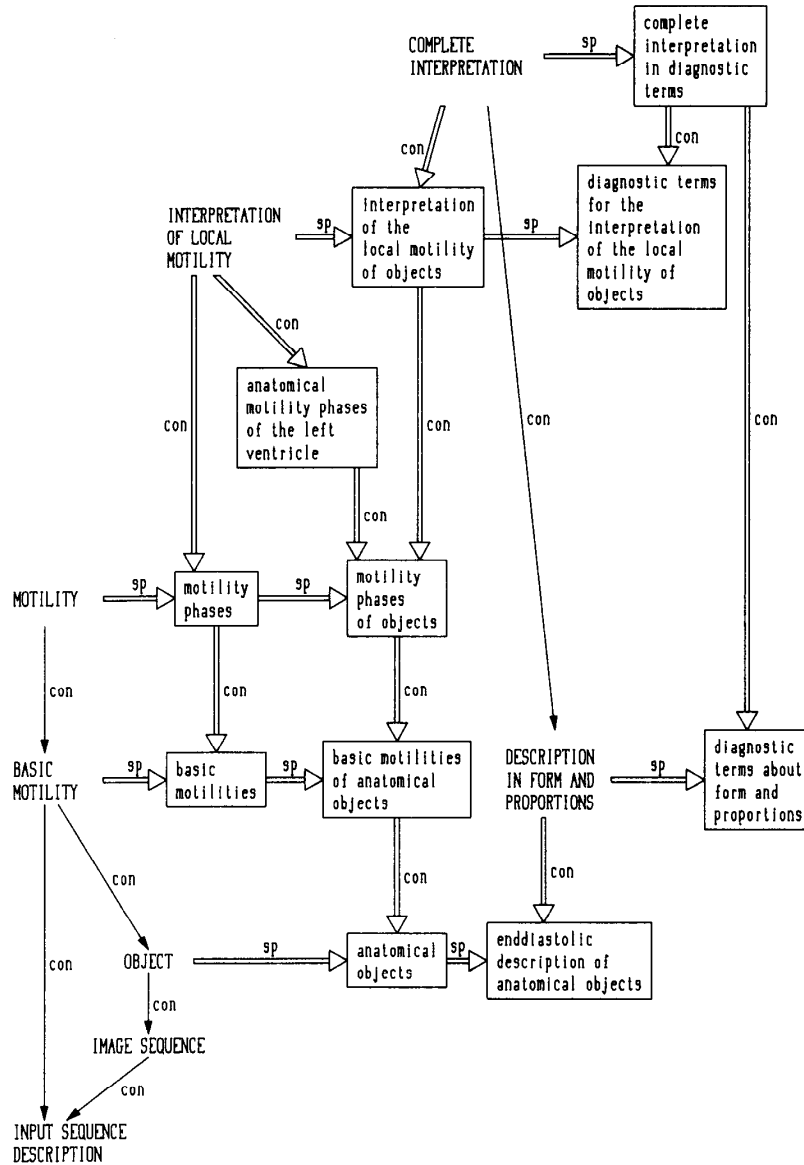 COMPLETE
INTERPRETATION
sp
complete
interpretation
in diagnostic
terms
con
con
INTERPRETATION
OF LOCAL
MOTILITY
sp
interpretation
of the
local motility
of objects
sp
diagnostic terms
for the
interpretation
of the local
motility of
objects
con
anatomical
motility phases
of the left
ventricle
con
con
con
con
con
MOTILITY
sp
motility
phases
sp
motility
phases
of objects
con
con
con
BASIC
MOTILITY
sp
basic
motilities
sp
basic motilities
of anatomical
objects
DESCRIPTION
IN FORM AND
PROPORTIONS
sp
diagnostic
terms about
form and
proportions
con
con
con
con
OBJECT
sp
anatomical
objects
sp
enddiastolic
description of
anatomical objects
con
IMAGE SEQUENCE
con
INPUT SEQUENCE
DESCRIPTION